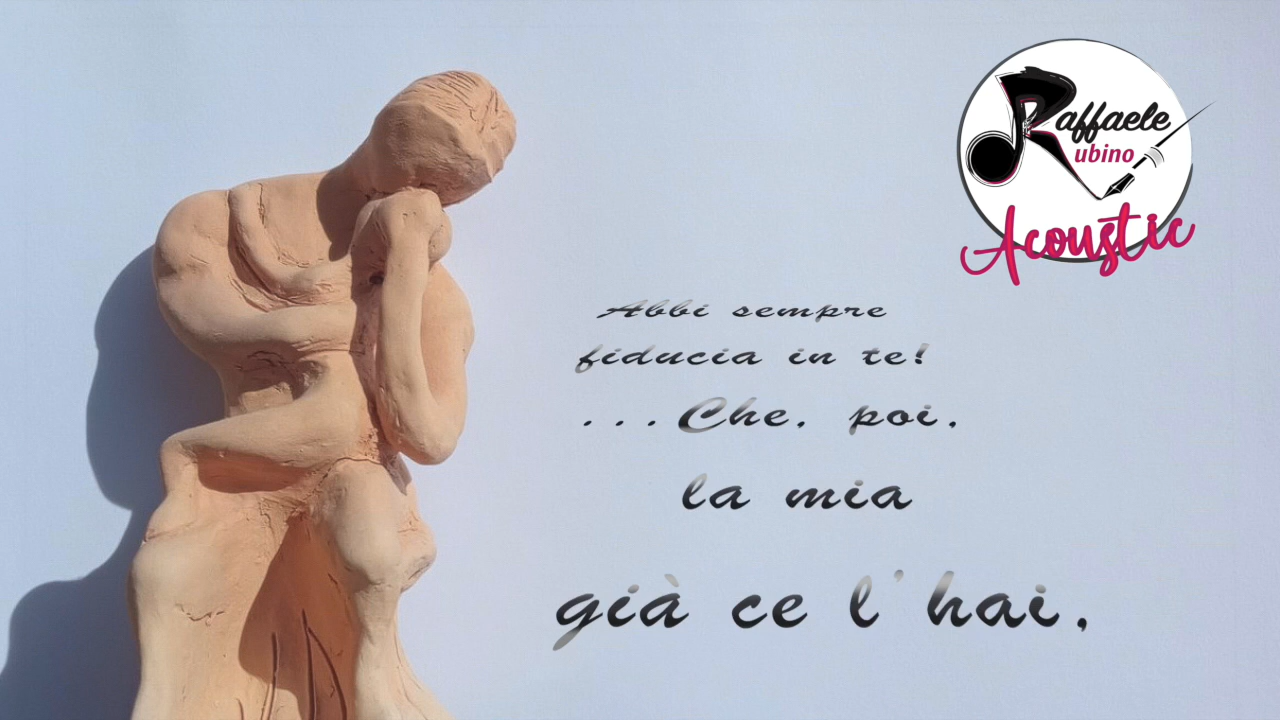 Raffaele
Rubino
Acoustic
Abbi sempre
fiducia in te!
...Che, poi,
la mia
già ce l'hai,